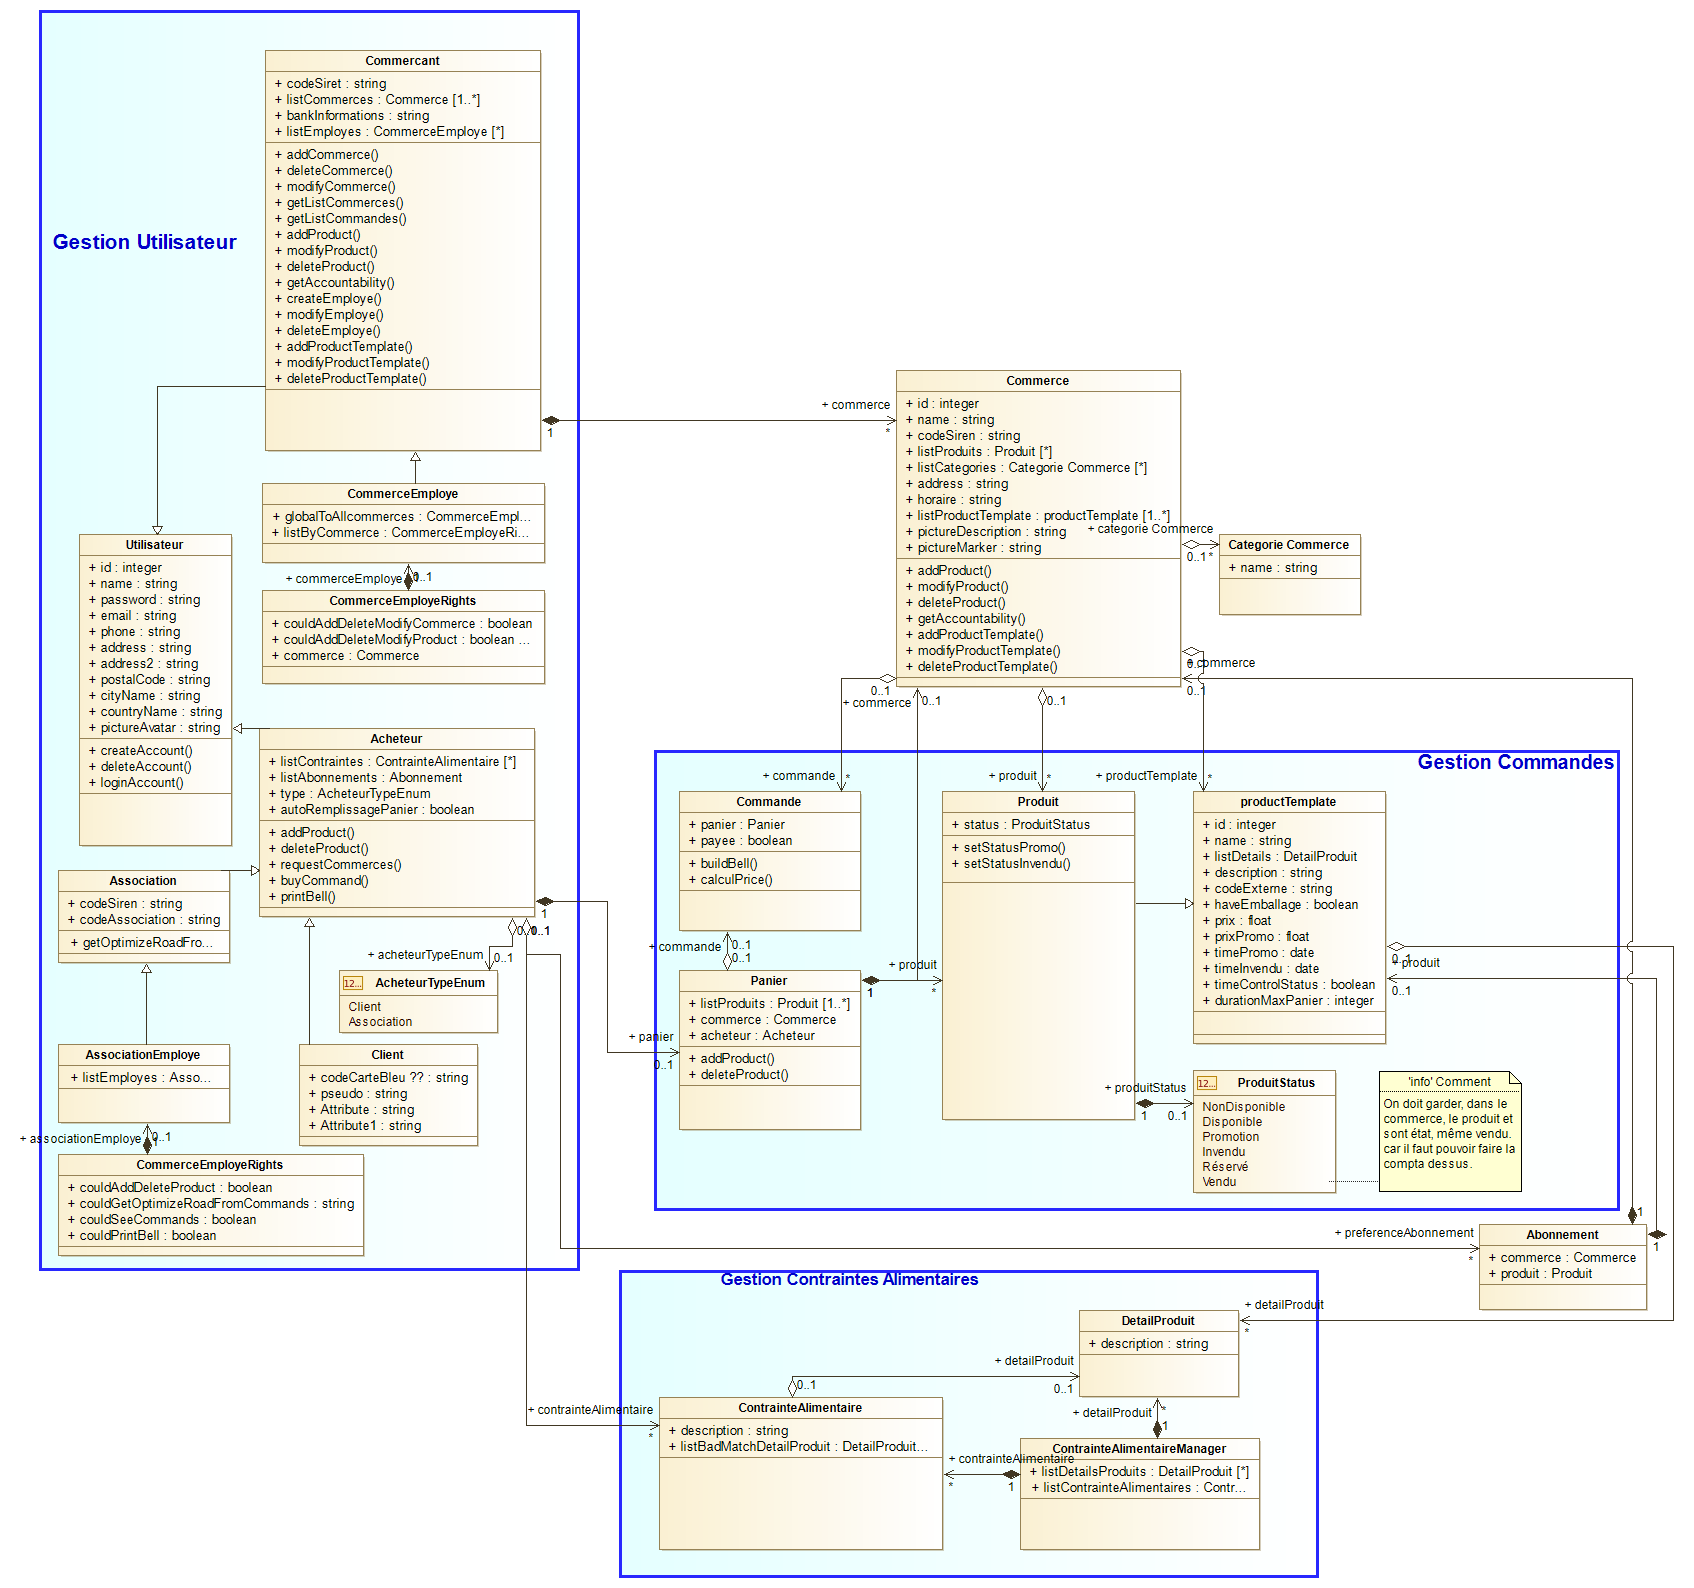 Gestion Utilisateur
Commercant
+ codeSiret : string
+ listCommerces : Commerce [1..*]
+ bankInformations : string
+ listEmployes : CommerceEmploye [*]
+ addCommerce()
+ deleteCommerce()
+ modifyCommerce()
+ getListCommerces()
+ getListCommandes()
+ addProduct()
+ modifyProduct()
+ deleteProduct()
+ getAccountability()
+ createEmploye()
+ modifyEmploye()
+ deleteEmploye()
+ addProductTemplate()
+ modifyProductTemplate()
+ deleteProductTemplate()
1
+ commerce
*
CommerceEmploye
+ globalToAllcommerces : CommerceEmpl...
+ listByCommerce : CommerceEmployeRi...
+ commerceEmploye
0..1
CommerceEmployeRights
+ couldAddDeleteModifyCommerce : boolean
+ couldAddDeleteModifyProduct : boolean ...
+ commerce : Commerce
Utilisateur
+ id : integer
+ name : string
+ password : string
+ email : string
+ phone : string
+ address : string
+ address2 : string
+ postalCode : string
+ cityName : string
+ countryName : string
+ pictureAvatar : string
+ createAccount()
+ deleteAccount()
+ loginAccount()
Acheteur
+ listContraintes : ContrainteAlimentaire [*]
+ listAbonnements : Abonnement
+ type : AcheteurTypeEnum
+ autoRemplissagePanier : boolean
+ addProduct()
+ deleteProduct()
+ requestCommerces()
+ buyCommand()
+ printBell()
1
0..1
+ acheteurTypeEnum
0..1
AcheteurTypeEnum
Client
Association
Association
+ codeSiren : string
+ codeAssociation : string
+ getOptimizeRoadFro...
AssociationEmploye
+ listEmployes : Asso...
+ associationEmploye
0..1
1
CommerceEmployeRights
+ couldAddDeleteProduct : boolean
+ couldGetOptimizeRoadFromCommands : string
+ couldSeeCommands : boolean
+ couldPrintBell : boolean
Client
+ codeCarteBleu ?? : string
+ pseudo : string
+ Attribute : string
+ Attribute1 : string
Commerce
+ id : integer
+ name : string
+ codeSiren : string
+ listProduits : Produit [*]
+ listCategories : Categorie Commerce [*]
+ address : string
+ horaire : string
+ listProductTemplate : productTemplate [1..*]
+ pictureDescription : string
+ pictureMarker : string
+ addProduct()
+ modifyProduct()
+ deleteProduct()
+ getAccountability()
+ addProductTemplate()
+ modifyProductTemplate()
+ deleteProductTemplate()
+ categorie Commerce
0..1
*
Categorie Commerce
+ name : string
+ commerce
0..1
0..1
+ commerce
0..1
0..1
Gestion Commandes
+ commande
*
+ produit
*
+ productTemplate
*
Commande
+ panier : Panier
+ payee : boolean
+ buildBell()
+ calculPrice()
+ commande
0..1
0..1
Panier
+ listProduits : Produit [1..*]
+ commerce : Commerce
+ acheteur : Acheteur
+ addProduct()
+ deleteProduct()
+ panier
0..1
1
+ produit
*
Produit
+ status : ProduitStatus
+ setStatusPromo()
+ setStatusInvendu()
productTemplate
+ id : integer
+ name : string
+ listDetails : DetailProduit
+ description : string
+ codeExterne : string
+ haveEmballage : boolean
+ prix : float
+ prixPromo : float
+ timePromo : date
+ timeInvendu : date
+ timeControlStatus : boolean
+ durationMaxPanier : integer
0..1
+ produit
0..1
+ produitStatus
1
0..1
ProduitStatus
NonDisponible
Disponible
Promotion
Invendu
Réservé
Vendu
'info' Comment
On doit garder, dans le
commerce, le produit et
sont état, même vendu.
car il faut pouvoir faire la
compta dessus.
+ preferenceAbonnement
*
1
1
Abonnement
+ commerce : Commerce
+ produit : Produit
Gestion Contraintes Alimentaires
+ detailProduit
*
DetailProduit
+ description : string
+ detailProduit
0..1
0..1
+ contrainteAlimentaire
*
ContrainteAlimentaire
+ description : string
+ listBadMatchDetailProduit : DetailProduit...
+ detailProduit
*
1
+ contrainteAlimentaire
*
1
ContrainteAlimentaireManager
+ listDetailsProduits : DetailProduit [*]
+ listContrainteAlimentaires : Contr...